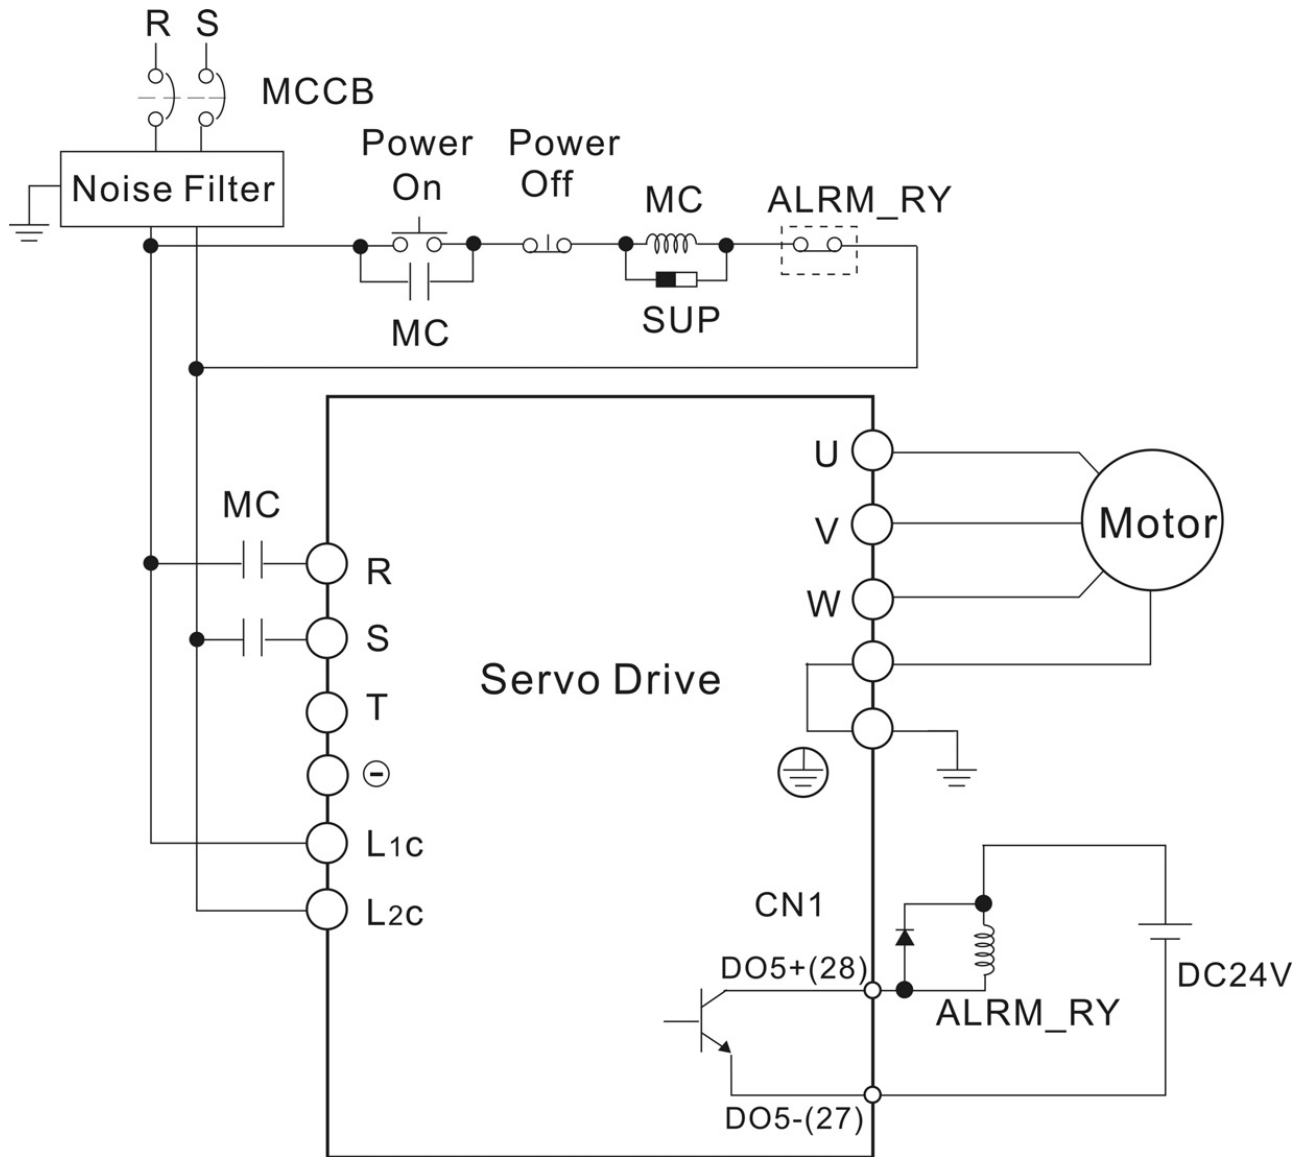 R S
MCCB
Noise Filter
Power
On
Power
Off
MC
ALRM_RY
MC
SUP
MC
R
S
T
L1c
L2c
Servo Drive
U
V
W
Motor
CN1
DO5+(28)
DO5-(27)
ALRM_RY
DC24V